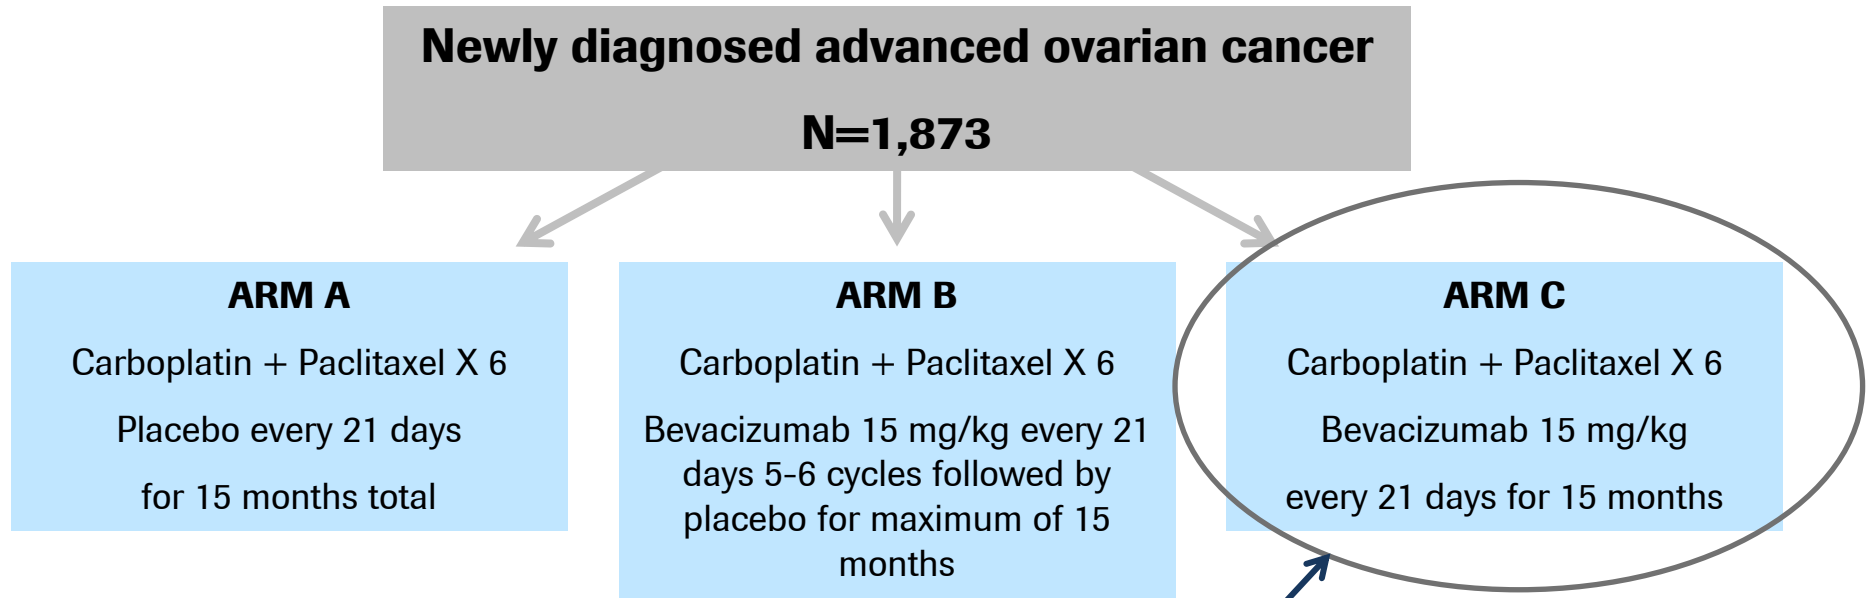 Newly diagnosed advanced ovarian cancer
N=1,873
ARM A
Carboplatin + Paclitaxel X 6
Placebo every 21 days
for 15 months total
ARM B
Carboplatin + Paclitaxel X 6
Bevacizumab 15 mg/kg every 21
days 5-6 cycles followed by
placebo for maximum of 15
months
ARM C
Carboplatin + Paclitaxel X 6
Bevacizumab 15 mg/kg
every 21 days for 15 months